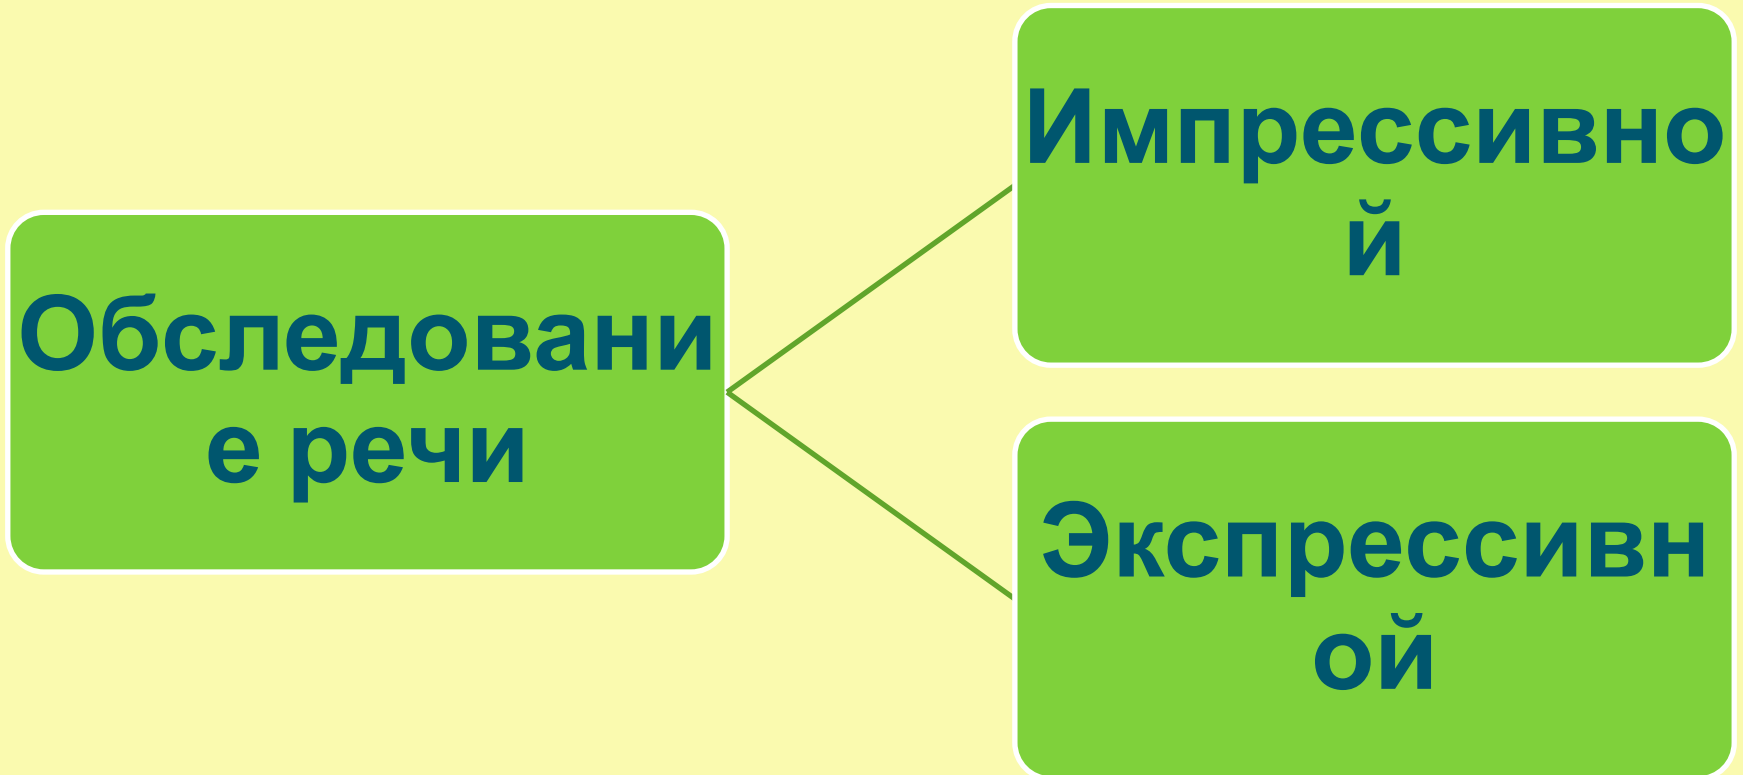 Обследовани
е речи
Импрессивно
й
Экспрессивн
ой